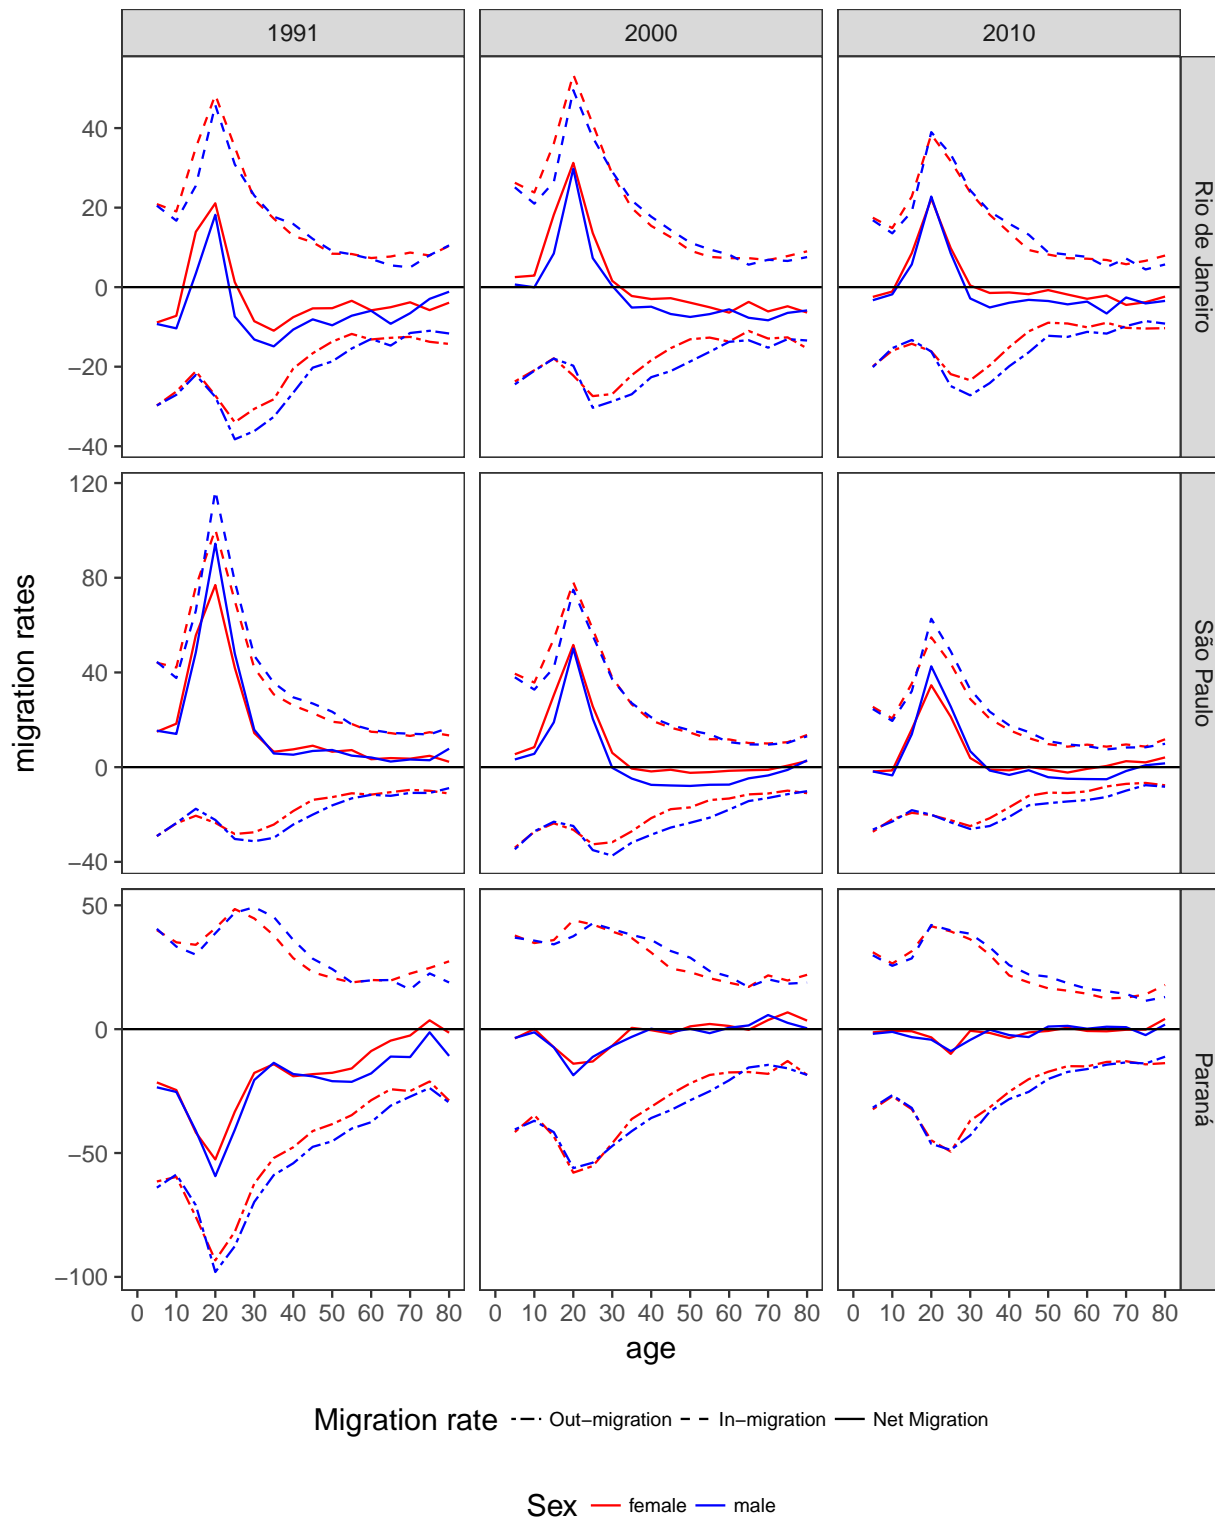 1991 2000 2010
40
20
0
−20
−40
Rio de Janeiro
120
80
40
0
−40
São Paulo
migration rates
50
0
−50
−100
Paraná
0 10 20 30 40 50 60 70 80 0 10 20 30 40 50 60 70 80 0 10 20 30 40 50 60 70 80
age
Migration rate Out−migration In−migration Net Migration
Sex female male